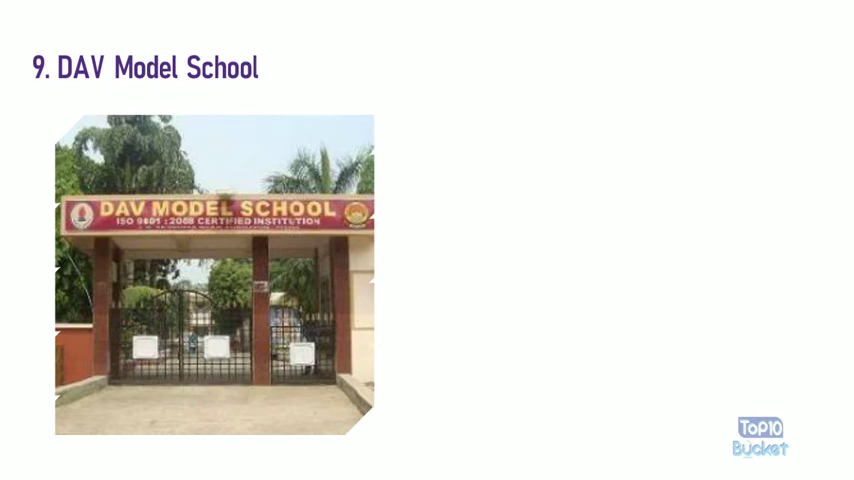 9. DAV Model School
DAV MODEL SCHOOL
ISO 9001 : 2008 CERTIFIED INSTITUTION
Top10
Bucket